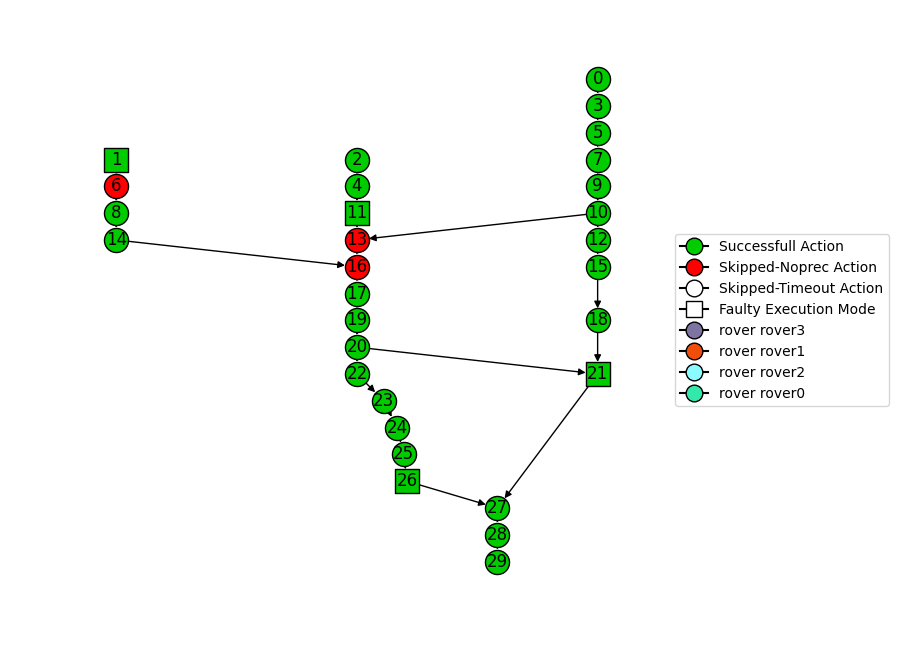 0
3
5
1 2 7
6 4 9
8 11 10
14 13 12
16 15
17
19 18
20
22 21
23
24
25
26
27
28
29
Successfull Action
Skipped-Noprec Action
Skipped-Timeout Action
Faulty Execution Mode
rover rover3
rover rover1
rover rover2
rover rover0